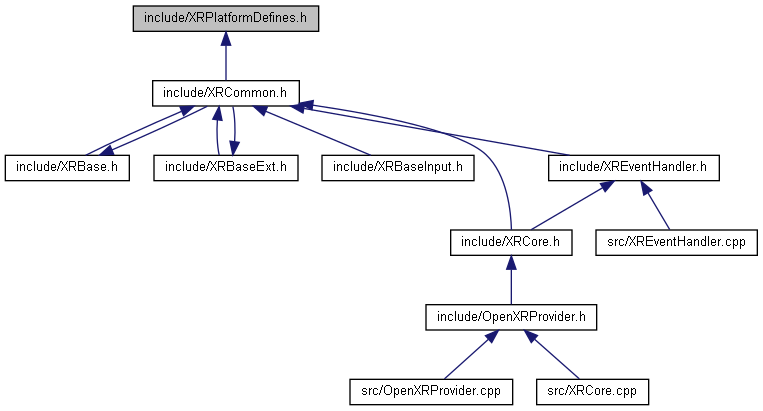 include/XRPlatformDefines.h
include/XRCommon.h
include/XRBase.h
include/XRBaseExt.h
include/XRBaseInput.h
include/XREventHandler.h
include/XRCore.h
src/XREventHandler.cpp
include/OpenXRProvider.h
src/OpenXRProvider.cpp
src/XRCore.cpp